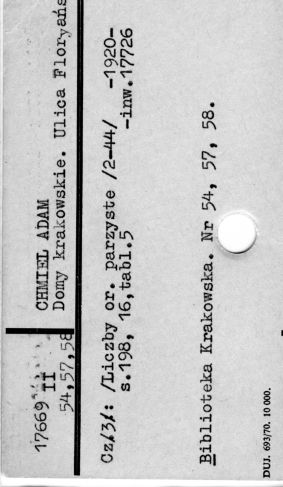 17669
II
54,57,58
CHMIEL ADAM
Domy krakowskie. Ulica Floryańs
Cz/3/: /Liczby or. parzyste /2-44/ -1920-
s.198, 16,tabl.5 -inw.17726
Biblioteka Krakowska. Nr 54, 57, 58.
DUJ. 693/70. 10 000.